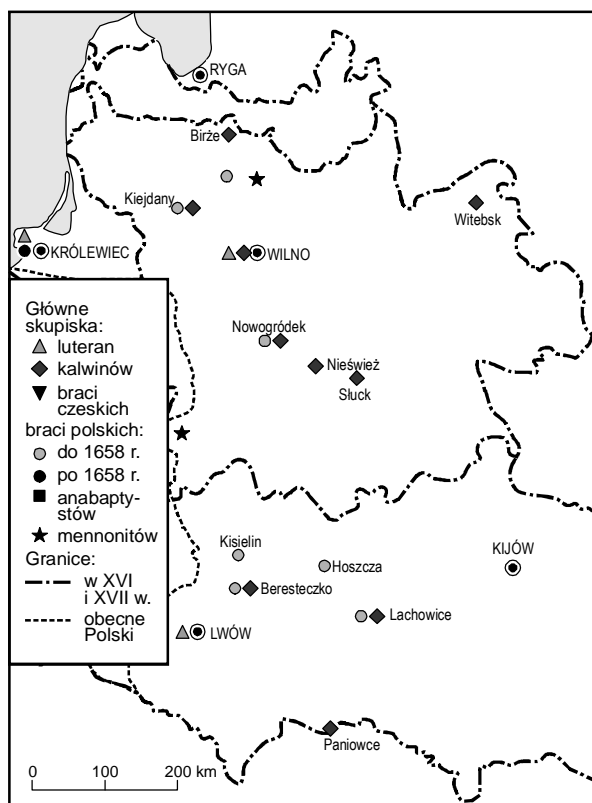 RYGA
Birże
Kiejdany
Witebsk
KRÓLEWIEC
WILNO
Główne
skupiska:
luteran
kalwinów
braci
czeskich
braci polskich:
do 1658 r.
po 1658 r.
anabapty-
stów
mennonitów
Granice:
w XVI
i XVII w.
obecne
Polski
Nowogródek
Nieśwież
Słuck
Kisielin
Hoszcza
KIJÓW
Beresteczko
Lachowice
LWÓW
Paniowce
0 100 200 km